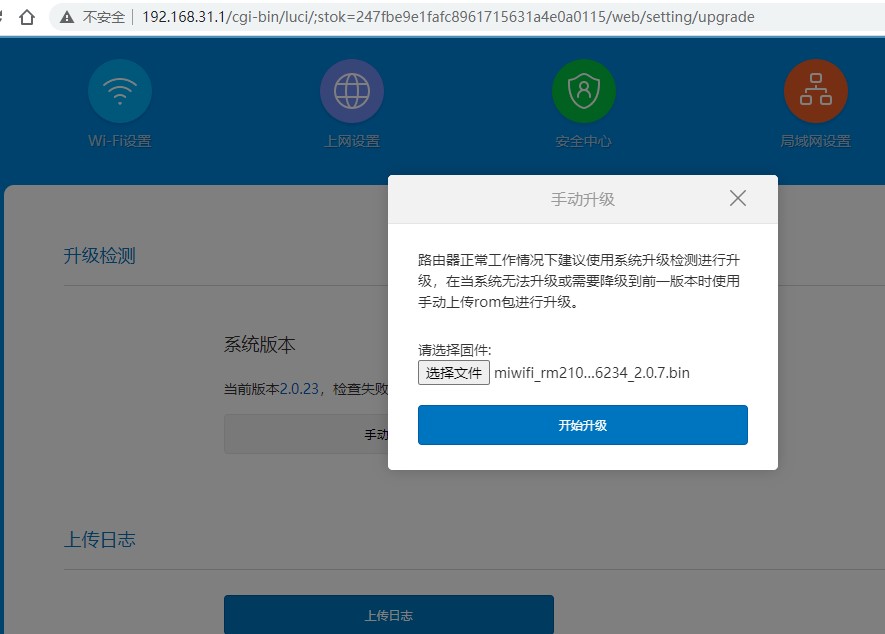 不安全 192.168.31.1/cgi-bin/luci/;stok=247fbe9e1fafc8961715631a4e0a0115/web/setting/upgrade
Wi-Fi设置 上网设置 安全中心 局域网设置
手动升级
路由器正常工作情况下建议使用系统升级检测进行升
级，在当系统无法升级或需要降级到前一版本时使用
手动上传rom包进行升级。
请选择固件:
选择文件 miwifi_rm210...6234_2.0.7.bin
开始升级
升级检测
系统版本
当前版本2.0.23，检查失败
手动
上传日志
上传日志